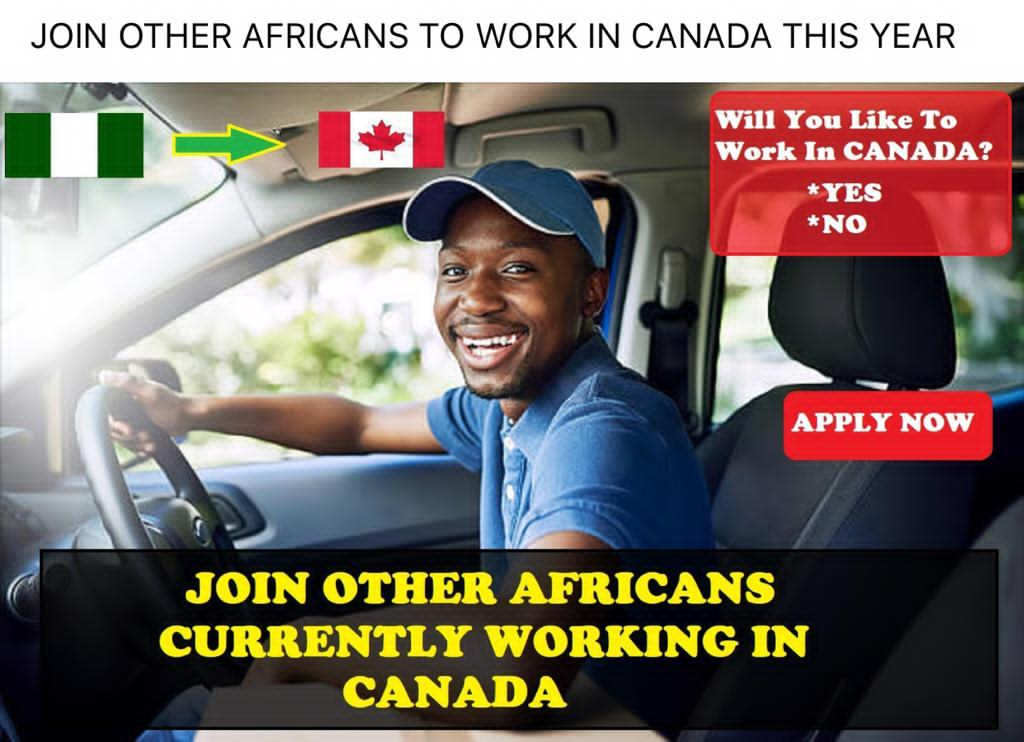 JOIN OTHER AFRICANS TO WORK IN CANADA THIS YEAR
Will You Like To
Work In CANADA?
*YES
*NO
APPLY NOW
JOIN OTHER AFRICANS
CURRENTLY WORKING IN
CANADA